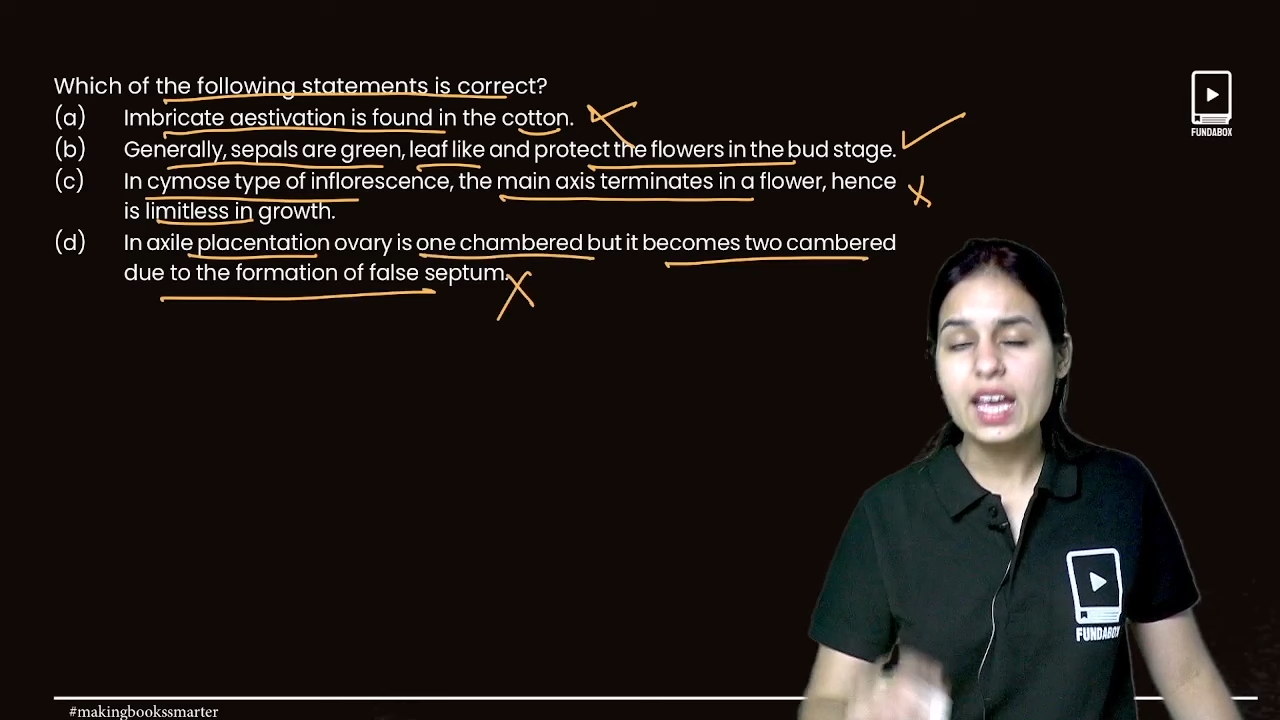 Which of the following statements is correct?
(a) Imbricate aestivation is found in the cotton.
(b) Generally, sepals are green, leaf like and protect the flowers in the bud stage.
(c) In cymose type of inflorescence, the main axis terminates in a flower, hence
is limitless in growth.
(d) In axile placentation ovary is one chambered but it becomes two cambered
due to the formation of false septum.
FUNDABOX
FUNDABOX
#makingbookssmarter